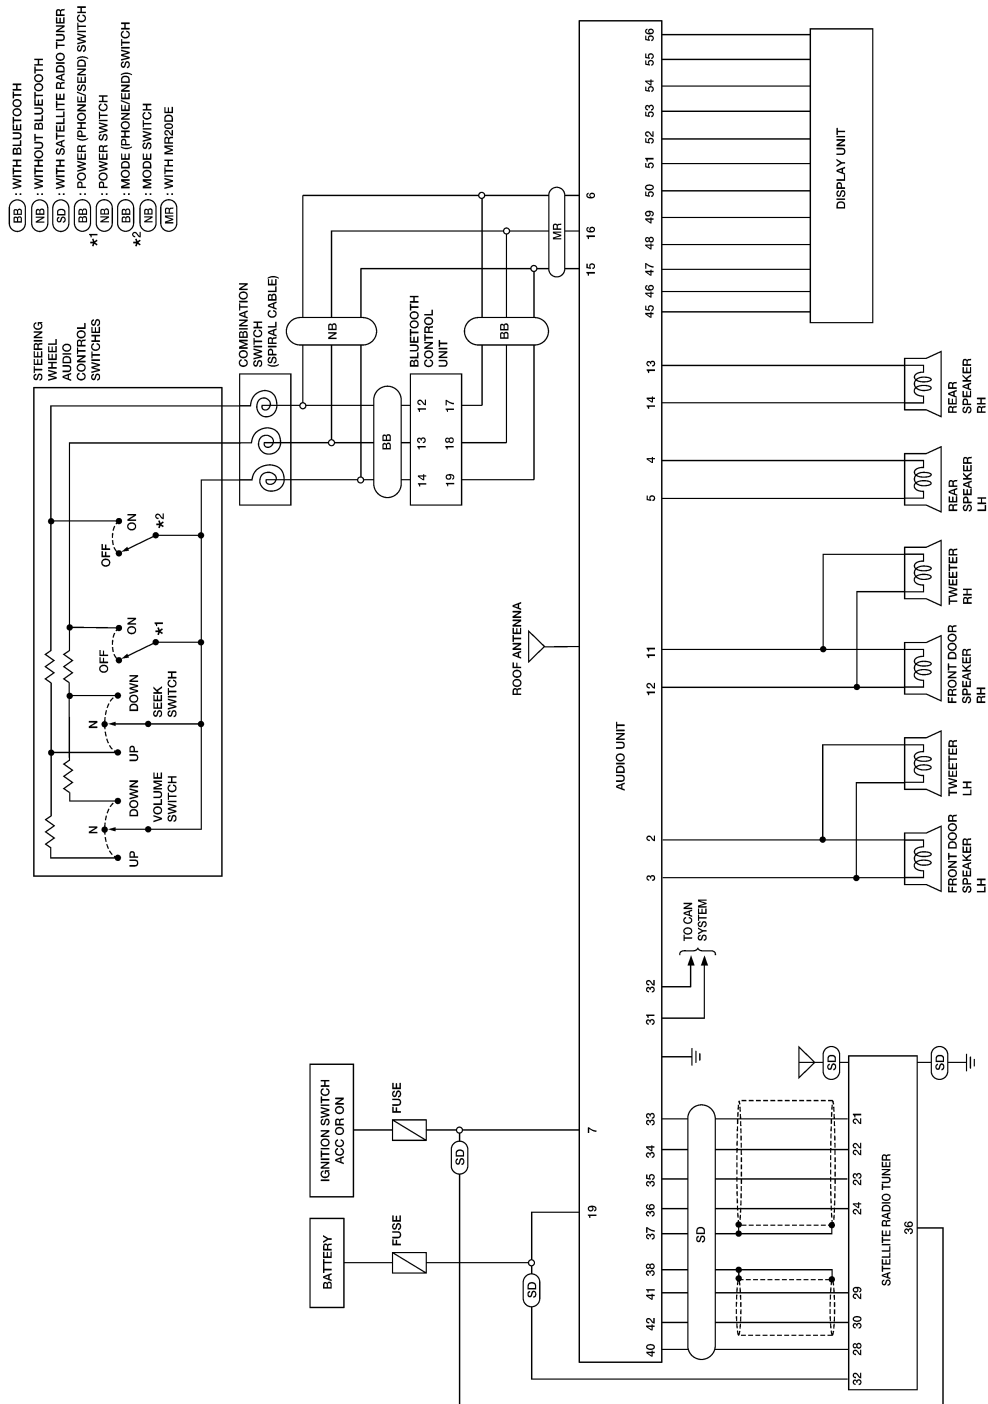 BB : WITH BLUETOOTH
NB : WITHOUT BLUETOOTH
SD : WITH SATELLITE RADIO TUNER
*1 BB : POWER (PHONE/SEND) SWITCH
NB : POWER SWITCH
*2 BB : MODE (PHONE/END) SWITCH
NB : MODE SWITCH
MR : WITH MR20DE
STEERING
WHEEL
AUDIO
CONTROL
SWITCHES
OFF
ON
*2
OFF
ON
*1
DOWN
N
UP
SEEK
SWITCH
DOWN
N
UP
VOLUME
SWITCH
COMBINATION
SWITCH
(SPIRAL CABLE)
NB
BB
BLUETOOTH
CONTROL
UNIT
12
13
14
17
18
19
BB
MR
6
16
15
ROOF ANTENNA
IGNITION SWITCH
ACC OR ON
FUSE
SD
7
BATTERY
FUSE
SD
19
AUDIO UNIT
56
55
54
53
52
51
50
49
48
47
46
45
DISPLAY UNIT
13
14
REAR
SPEAKER
RH
4
5
REAR
SPEAKER
LH
TWEETER
RH
11
12
FRONT DOOR
SPEAKER
RH
TWEETER
LH
2
3
FRONT DOOR
SPEAKER
LH
32
31
TO CAN
SYSTEM
33
34
35
36
37
38
41
42
40
SD
SD
SD
21
22
23
24
29
30
28
32
36
SATELLITE RADIO TUNER